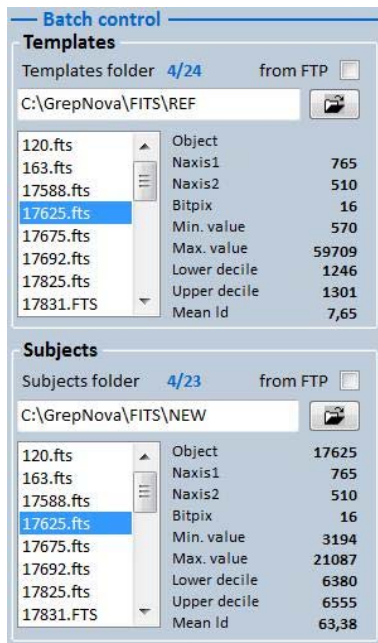 Batch control
Templates
Templates folder 4/24 from FTP
C:\GrepNova\FITS\REF
120.fts
163.fts
17588.fts
17625.fts
17675.fts
17692.fts
17825.fts
17831.FTS
Object
Naxis1 765
Naxis2 510
Bitpix 16
Min. value 570
Max. value 59709
Lower decile 1246
Upper decile 1301
Mean ld 7,65
Subjects
Subjects folder 4/23 from FTP
C:\GrepNova\FITS\NEW
120.fts
163.fts
17588.fts
17625.fts
17675.fts
17692.fts
17825.fts
17831.FTS
Object 17625
Naxis1 765
Naxis2 510
Bitpix 16
Min. value 3194
Max. value 21087
Lower decile 6380
Upper decile 6555
Mean ld 63,38